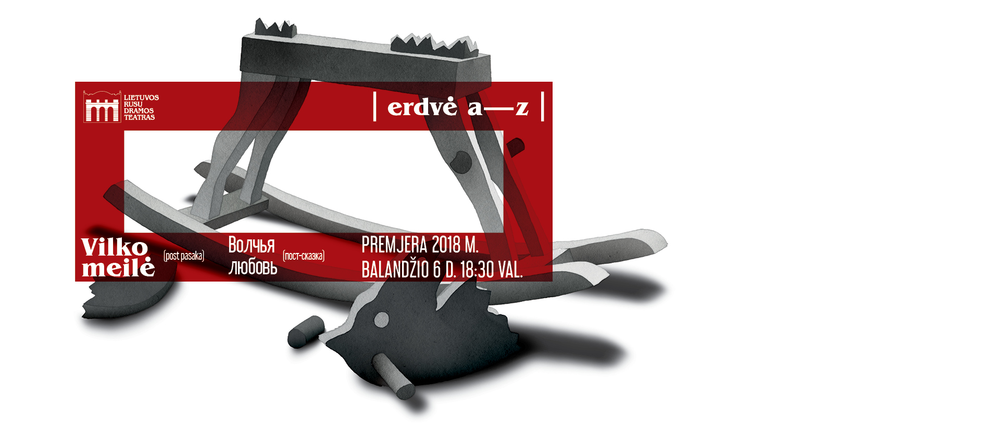 LIETUVOS
RUSŲ
DRAMOS
TEATRAS
| erdvė a—z |
Vilko
meilė
(post pasaka)
Волчья
любовь
(пост-сказка)
PREMJERA 2018 M.
BALANDŽIO 6 D. 18:30 VAL.